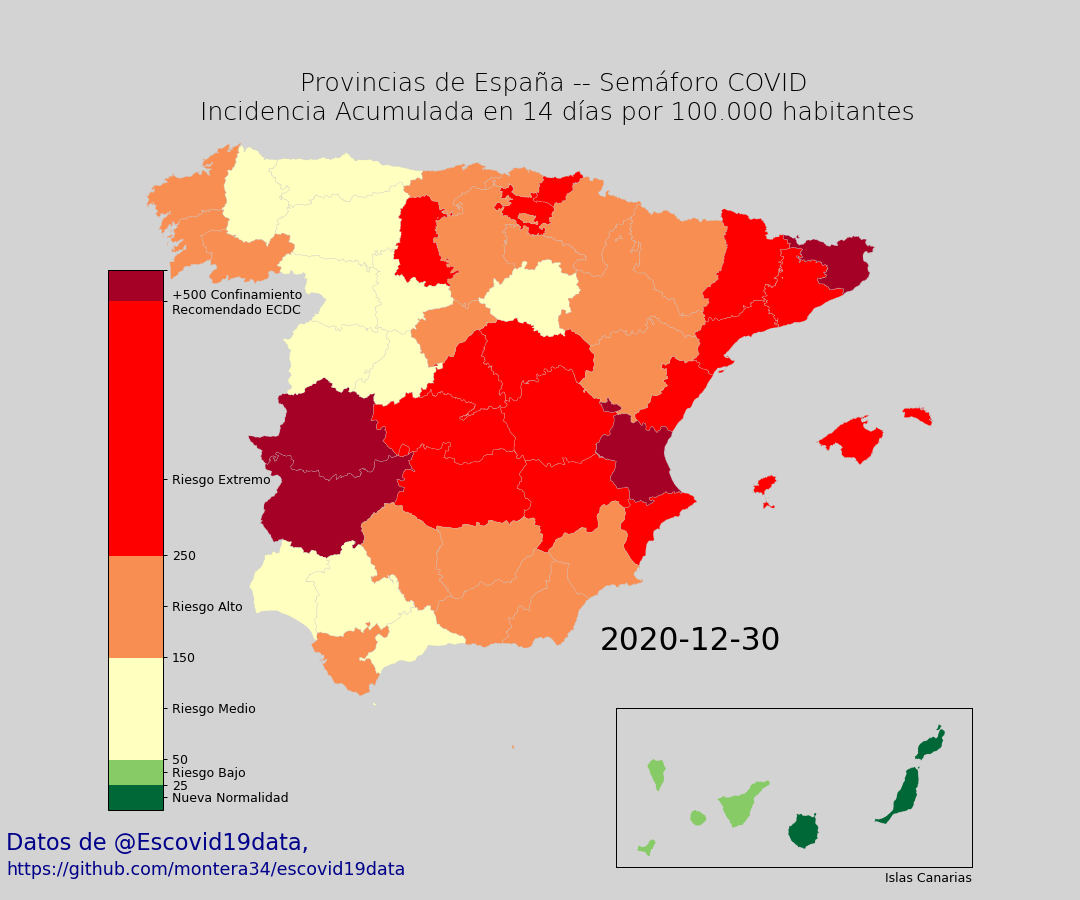 Provincias de España -- Semáforo COVID
Incidencia Acumulada en 14 días por 100.000 habitantes
+500 Confinamiento
Recomendado ECDC
Riesgo Extremo
250
Riesgo Alto
150
Riesgo Medio
50
Riesgo Bajo
25
Nueva Normalidad
2020-12-30
Islas Canarias
Datos de @Escovid19data,
https://github.com/montera34/escovid19data